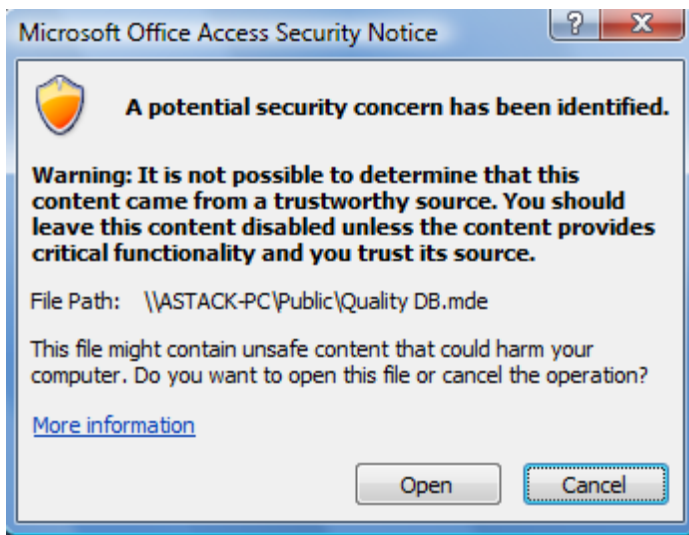 Microsoft Office Access Security Notice
A potential security concern has been identified.
Warning: It is not possible to determine that this
content came from a trustworthy source. You should
leave this content disabled unless the content provides
critical functionality and you trust its source.
File Path: \\ASTACK-PC\Public\Quality DB.mde
This file might contain unsafe content that could harm your
computer. Do you want to open this file or cancel the operation?
More information
Open Cancel